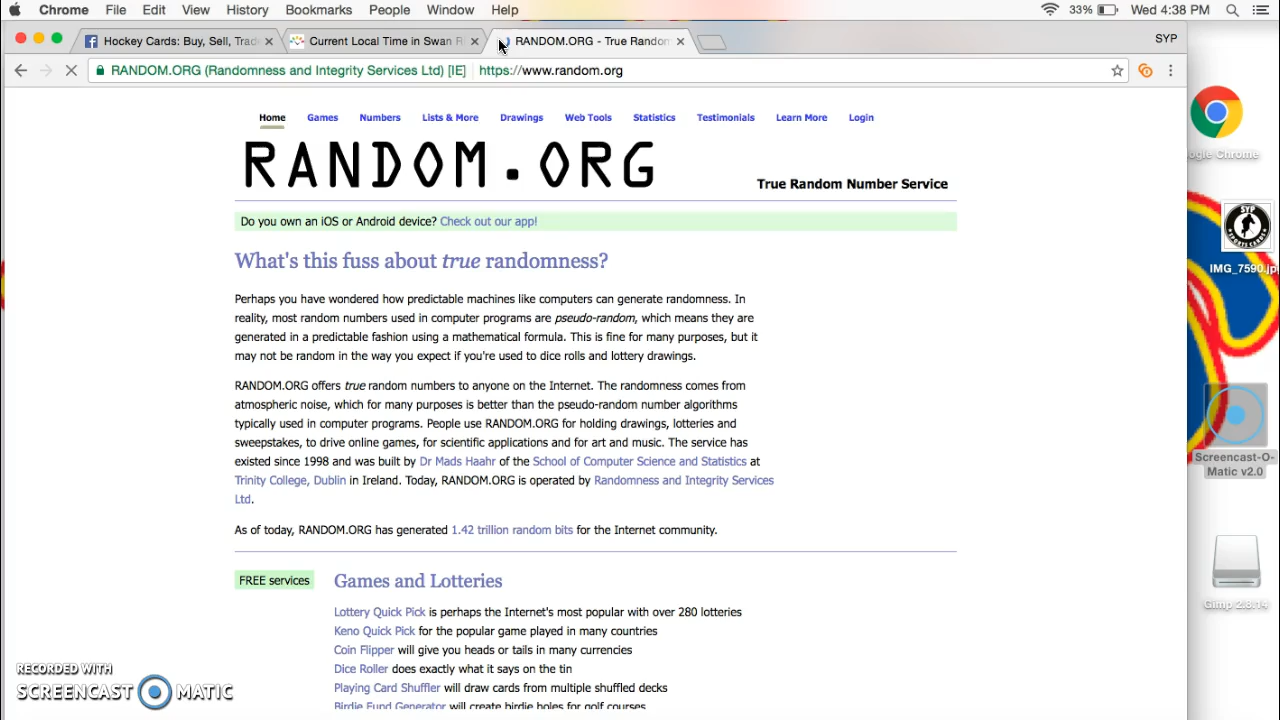 Chrome File Edit View History Bookmarks People Window Help 33% Wed 4:38 PM
Hockey Cards: Buy, Sell, Trad Current Local Time in Swan Ri RANDOM.ORG - True Random SYP
RANDOM.ORG (Randomness and Integrity Services Ltd) [IE] https://www.random.org
Home Games Numbers Lists & More Drawings Web Tools Statistics Testimonials Learn More Login
RANDOM.ORG
True Random Number Service
Do you own an iOS or Android device? Check out our app!
What's this fuss about true randomness?
Perhaps you have wondered how predictable machines like computers can generate randomness. In
reality, most random numbers used in computer programs are pseudo-random, which means they are
generated in a predictable fashion using a mathematical formula. This is fine for many purposes, but it
may not be random in the way you expect if you're used to dice rolls and lottery drawings.
RANDOM.ORG offers true random numbers to anyone on the Internet. The randomness comes from
atmospheric noise, which for many purposes is better than the pseudo-random number algorithms
typically used in computer programs. People use RANDOM.ORG for holding drawings, lotteries and
sweepstakes, to drive online games, for scientific applications and for art and music. The service has
existed since 1998 and was built by Dr Mads Haahr of the School of Computer Science and Statistics at
Trinity College, Dublin in Ireland. Today, RANDOM.ORG is operated by Randomness and Integrity Services
Ltd.
As of today, RANDOM.ORG has generated 1.42 trillion random bits for the Internet community.
FREE services
Games and Lotteries
Lottery Quick Pick is perhaps the Internet's most popular with over 280 lotteries
Keno Quick Pick for the popular game played in many countries
Coin Flipper will give you heads or tails in many currencies
Dice Roller does exactly what it says on the tin
Playing Card Shuffler will draw cards from multiple shuffled decks
Birdie Fund Generator will create birdie holes for golf courses
ogle Chrome
SYP
IMG_7590.jp
Screencast-O-
Matic v2.0
Gimp 2.8.14
RECORDED WITH
SCREENCAST MATIC